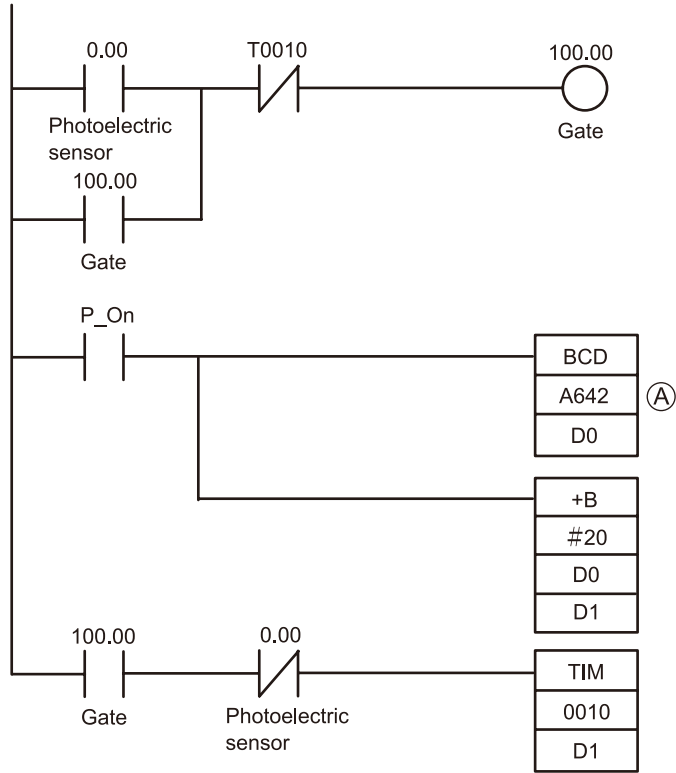 0.00 T0010 100.00
Photoelectric
sensor
Gate
100.00
Gate
P_On
BCD
A642 Ⓐ
D0
+B
#20
D0
D1
100.00 0.00
Gate
Photoelectric
sensor
TIM
0010
D1